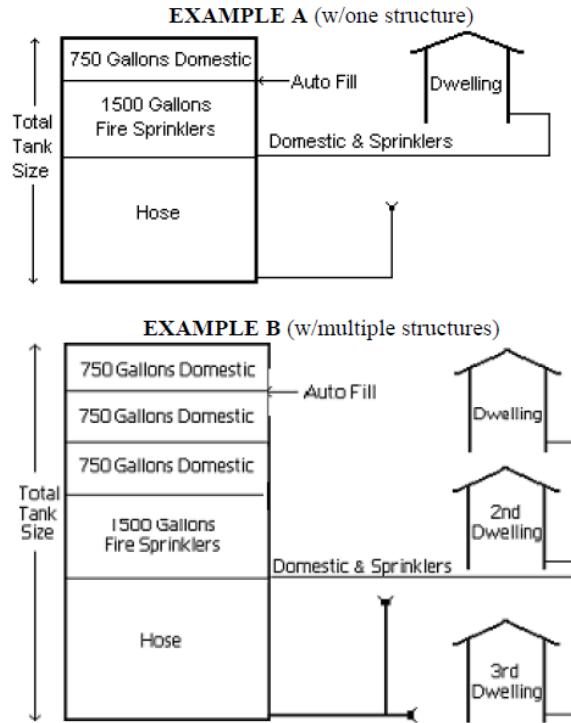 EXAMPLE A (w/one structure)
750 Gallons Domestic
Auto Fill
Dwelling
1500 Gallons
Fire Sprinklers
Total
Tank
Size
Domestic & Sprinklers
Hose
EXAMPLE B (w/multiple structures)
750 Gallons Domestic
Auto Fill
750 Gallons Domestic
Dwelling
750 Gallons Domestic
Total
Tank
Size
1500 Gallons
Fire Sprinklers
2nd
Dwelling
Domestic & Sprinklers
Hose
3rd
Dwelling